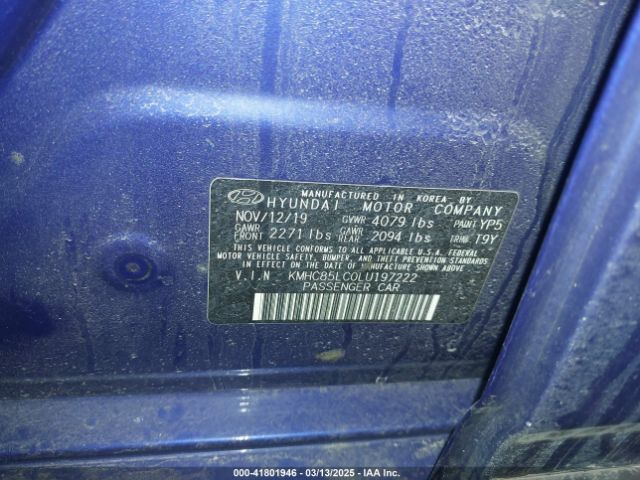 MANUFACTURED IN KOREA BY
HYUNDAI MOTOR COMPANY
NOV/12/19 GVWR 4079 lbs PAINT YP5
GAWR FRONT 2271 lbs GAWR REAR 2094 lbs TRIM T9Y
THIS VEHICLE CONFORMS TO ALL APPLICABLE U.S.A. FEDERAL
MOTOR VEHICLE SAFETY, BUMPER, AND THEFT PREVENTION STANDARDS
IN EFFECT ON THE DATE OF MANUFACTURE SHOWN ABOVE.
V.I.N KMHC85LC0LU197222
PASSENGER CAR
000-41801946 - 03/13/2025 - IAA Inc.